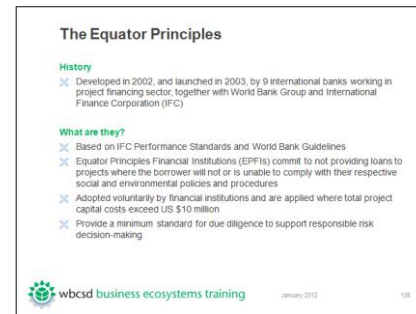 The Equator Principles
History
Developed in 2002, and launched in 2003, by 9 international banks working in
project financing sector, together with World Bank Group and International
Finance Corporation (IFC)
What are they?
Based on IFC Performance Standards and World Bank Guidelines
Equator Principles Financial Institutions (EPFIs) commit to not providing loans to
projects where the borrower will not or is unable to comply with their respective
social and environmental policies and procedures
Adopted voluntarily by financial institutions and are applied where total project
capital costs exceed US $10 million
Provide a minimum standard for due diligence to support responsible risk
decision-making
wbcsd business ecosystems training
January 2012
138